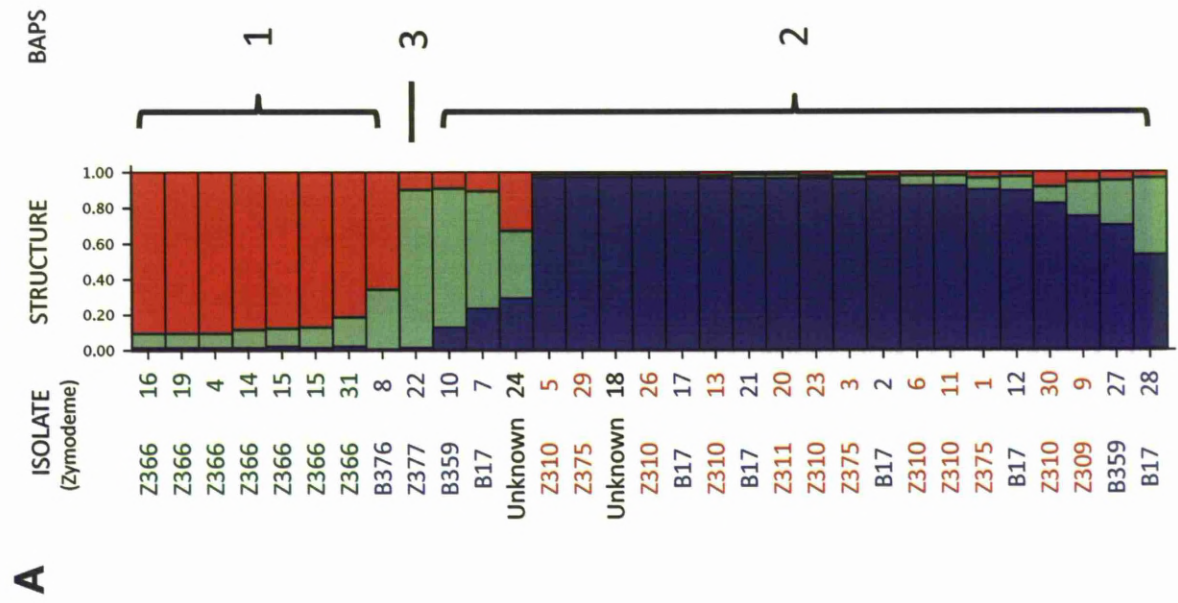 A
ISOLATE
(Zymodeme)
STRUCTURE
BAPS
1.00
0.80
0.60
0.40
0.20
0.00
Z366 16
Z366 19
Z366 4
Z366 14
Z366 15
Z366 15
Z366 31
B376 8
Z377 22
B359 10
B17 7
Unknown 24
Z310 5
Z375 29
Unknown 18
Z310 26
B17 17
Z310 13
B17 21
Z311 20
Z310 23
Z375 3
B17 2
Z310 6
Z310 11
Z375 1
B17 12
Z310 30
Z309 9
B359 27
B17 28
1
3
2